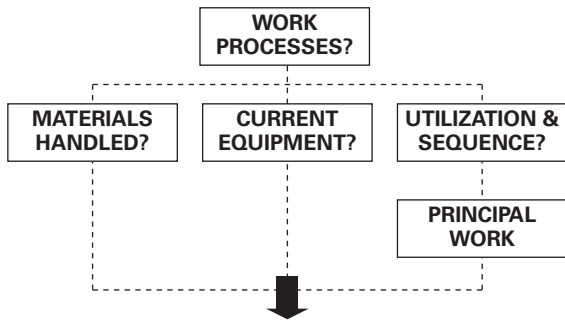 WORK
PROCESSES?
MATERIALS
HANDLED?
CURRENT
EQUIPMENT?
UTILIZATION &
SEQUENCE?
PRINCIPAL
WORK